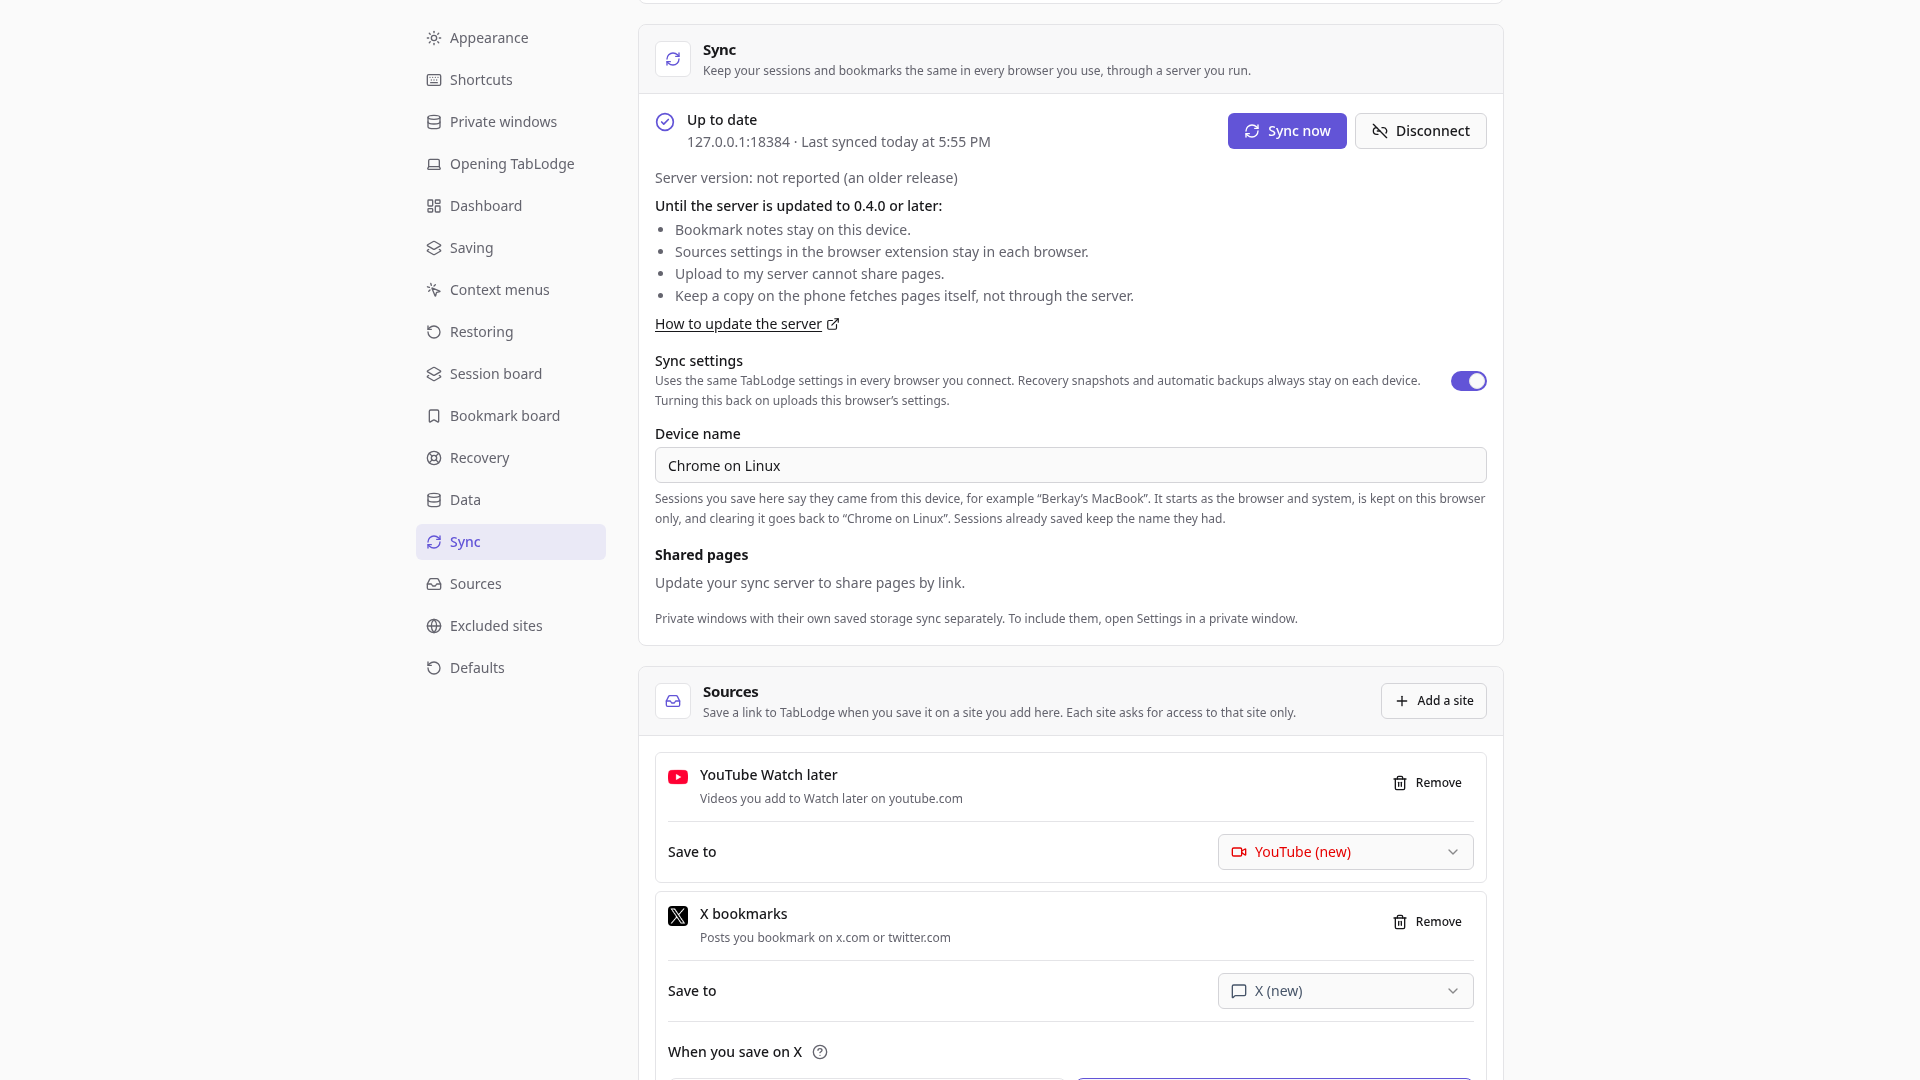 Appearance
Shortcuts
Private windows
Opening TabLodge
Dashboard
Saving
Context menus
Restoring
Session board
Bookmark board
Recovery
Data
Sync
Sources
Excluded sites
Defaults
Sync
Keep your sessions and bookmarks the same in every browser you use, through a server you run.
Up to date
127.0.0.1:18384 · Last synced today at 5:55 PM
Sync now
Disconnect
Server version: not reported (an older release)
Until the server is updated to 0.4.0 or later:
• Bookmark notes stay on this device.
• Sources settings in the browser extension stay in each browser.
• Upload to my server cannot share pages.
• Keep a copy on the phone fetches pages itself, not through the server.
How to update the server
Sync settings
Uses the same TabLodge settings in every browser you connect. Recovery snapshots and automatic backups always stay on each device.
Turning this back on uploads this browser’s settings.
Device name
Chrome on Linux
Sessions you save here say they came from this device, for example “Berkay’s MacBook”. It starts as the browser and system, is kept on this browser
only, and clearing it goes back to “Chrome on Linux”. Sessions already saved keep the name they had.
Shared pages
Update your sync server to share pages by link.
Private windows with their own saved storage sync separately. To include them, open Settings in a private window.
Sources
Save a link to TabLodge when you save it on a site you add here. Each site asks for access to that site only.
Add a site
YouTube Watch later
Videos you add to Watch later on youtube.com
Remove
Save to
YouTube (new)
X bookmarks
Posts you bookmark on x.com or twitter.com
Remove
Save to
X (new)
When you save on X